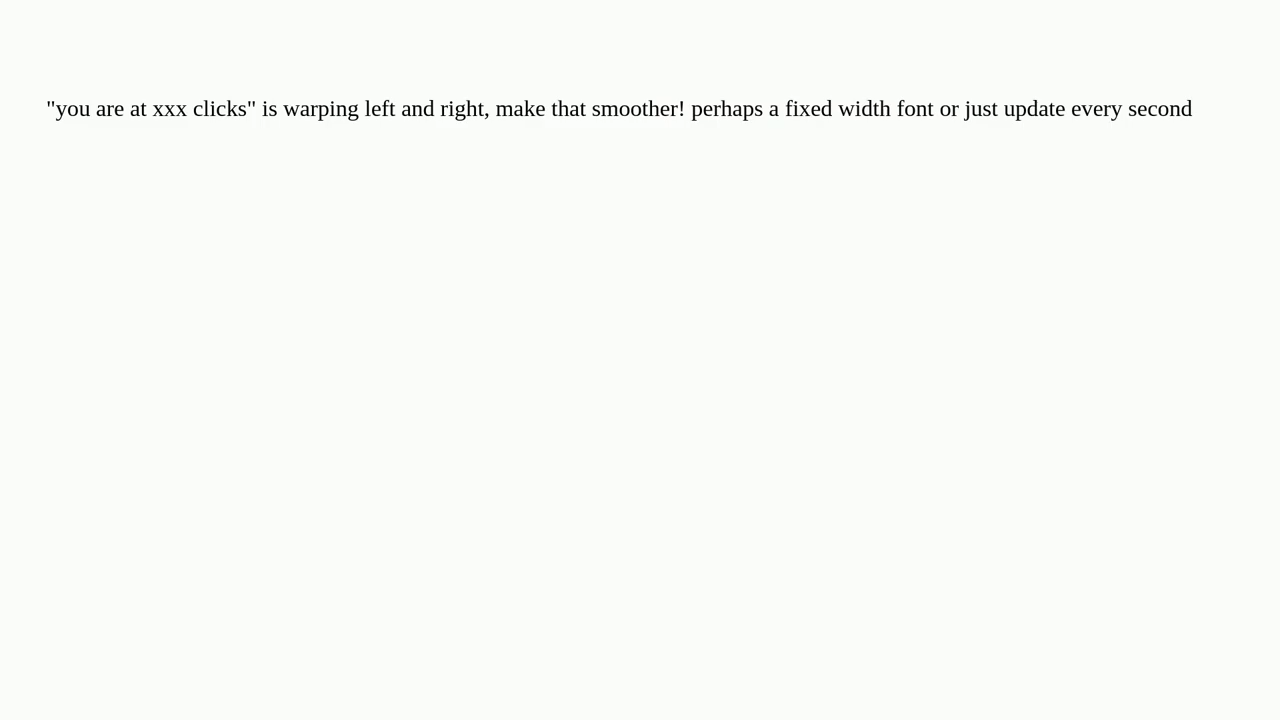 "you are at xxx clicks" is warping left and right, make that smoother! perhaps a fixed width font or just update every second